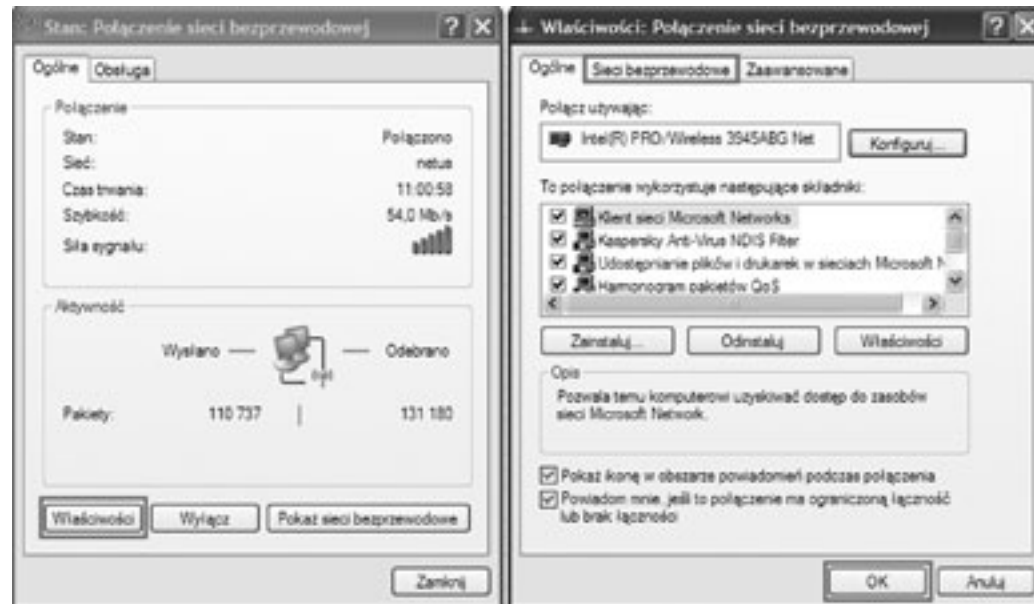 Stan: Połączenie sieci bezprzewodowej
Ogólne Obsługa
Połączenie
Stan: Połączono
Sieć: netus
Czas trwania: 11:00:58
Szybkość: 54,0 Mb/s
Siła sygnału:
Aktywność
Wysłano — — Odebrano
Pakiety: 110 737 131 180
Właściwości Wyłącz Pokaż sieci bezprzewodowe
Zamknij
Właściwości: Połączenie sieci bezprzewodowej
Ogólne Sieci bezprzewodowe Zaawansowane
Połącz używając:
Intel(R) PRO/Wireless 3945ABG Net Konfiguruj...
To połączenie wykorzystuje następujące składniki:
Klient sieci Microsoft Networks
Kaspersky Anti-Virus NDIS Filter
Udostępnianie plików i drukarek w sieciach Microsoft N
Harmonogram pakietów QoS
Zainstaluj... Odinstaluj Właściwości
Opis
Pozwala temu komputerowi uzyskiwać dostęp do zasobów
sieci Microsoft Network.
Pokaż ikonę w obszarze powiadomień podczas połączenia
Powiadom mnie, jeśli to połączenie ma ograniczoną łączność
lub brak łączności
OK Anuluj